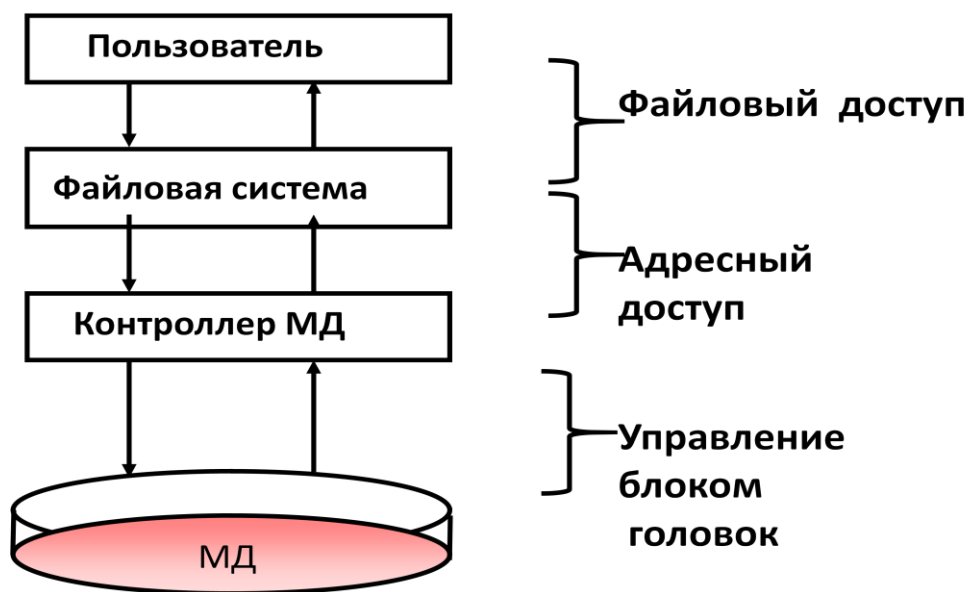 Пользователь
Файловый доступ
Файловая система
Адресный
доступ
Контроллер МД
Управление
блоком
головок
МД